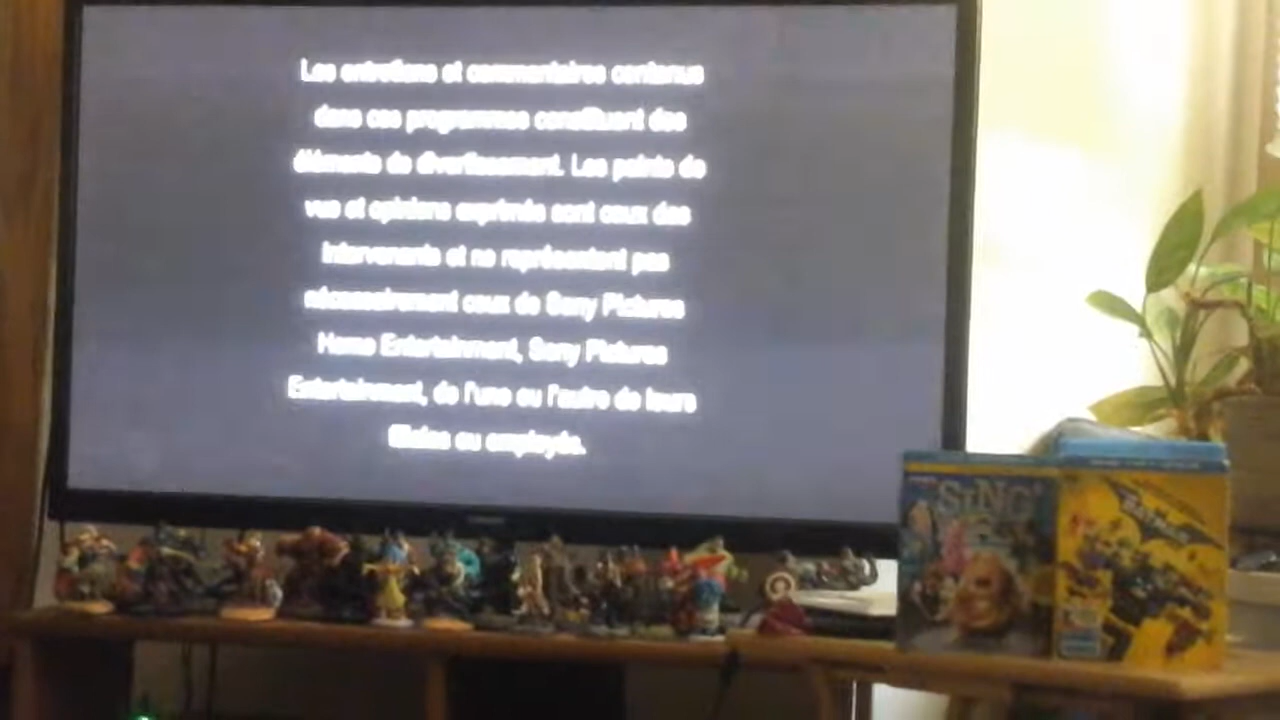 Les entretiens et commentaires contenus
dans ces programmes constituent des
éléments de divertissement. Les points de
vue et opinions exprimés sont ceux des
intervenants et ne représentent pas
nécessairement ceux de Sony Pictures
Home Entertainment, Sony Pictures
Entertainment, de l'une ou l'autre de leurs
filiales ou employés.
SING
BATMAN